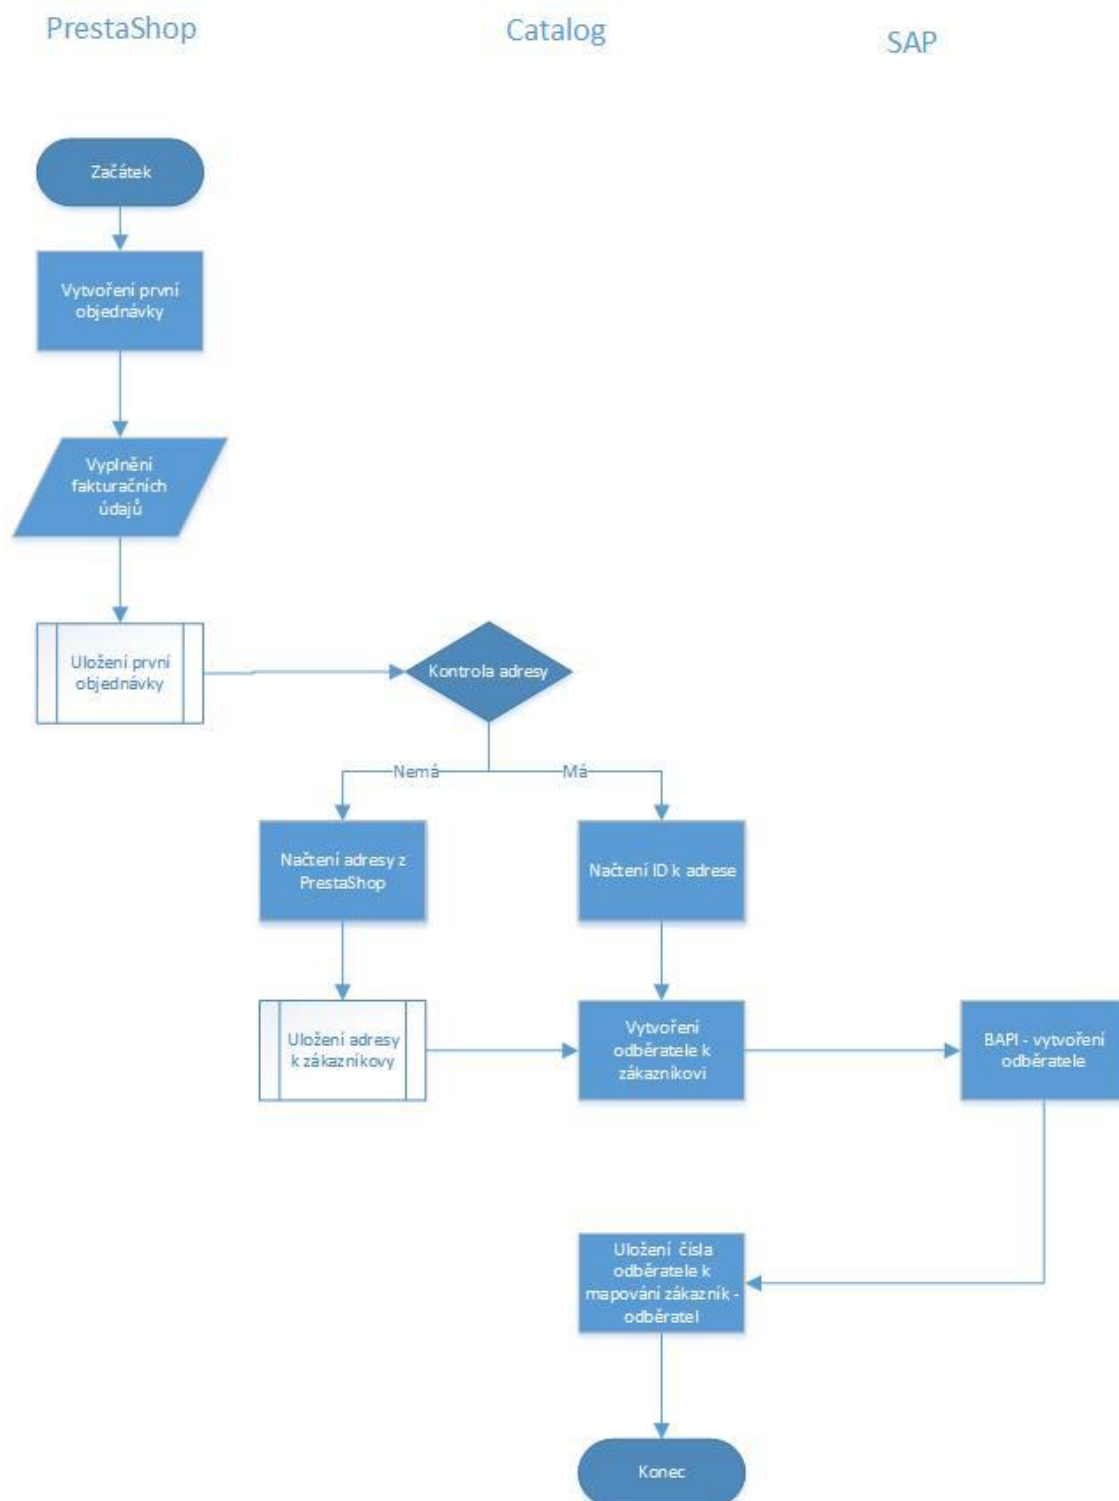 PrestaShop
Catalog
SAP
Začátek
Vytvoření první
objednávky
Vyplnění
fakturačních
údajů
Uložení první
objednávky
Kontrola adresy
Nemá
Má
Načtení adresy z
PrestaShop
Načtení ID k adrese
Uložení adresy
k zákazníkovy
Vytvoření
odběratele k
zákazníkovi
BAPI - vytvoření
odběratele
Uložení čísla
odběratele k
mapování zákazník -
odběratel
Konec